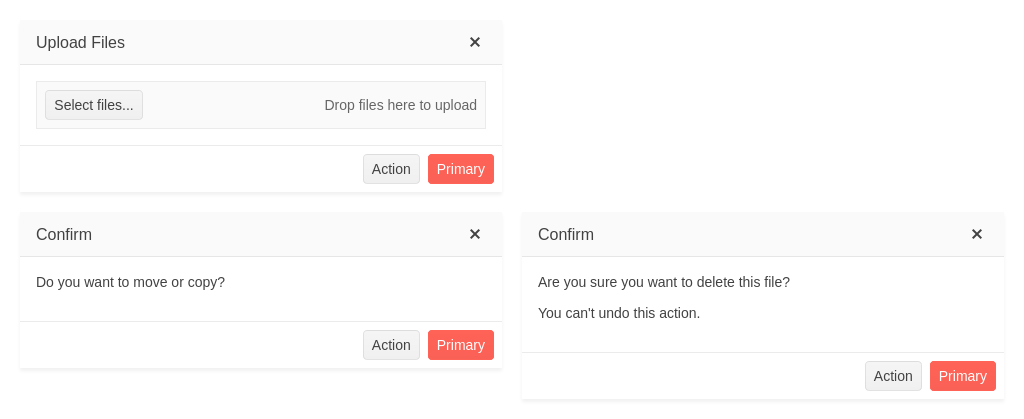 Upload Files
Select files... Drop files here to upload
Action Primary
Confirm
Do you want to move or copy?
Action Primary
Confirm
Are you sure you want to delete this file?
You can't undo this action.
Action Primary